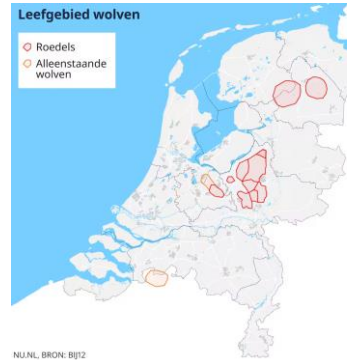 Leefgebied wolven
Roedels
Alleenstaande
wolven
NU.NL, BRON: BIJ12